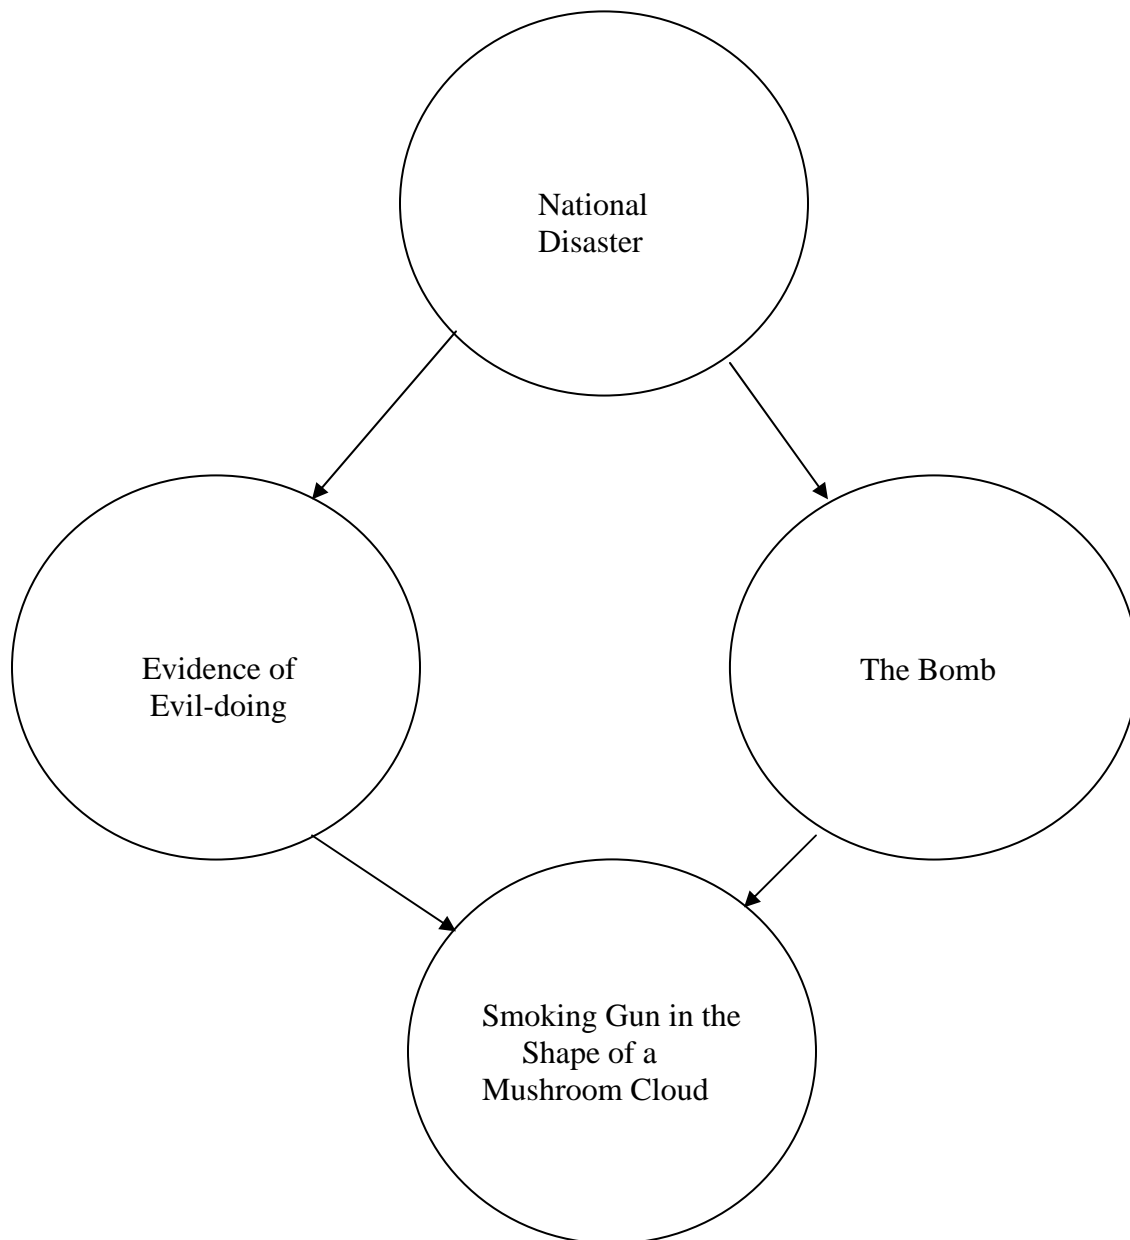 National
Disaster
Evidence of
Evil-doing
The Bomb
Smoking Gun in the
Shape of a
Mushroom Cloud